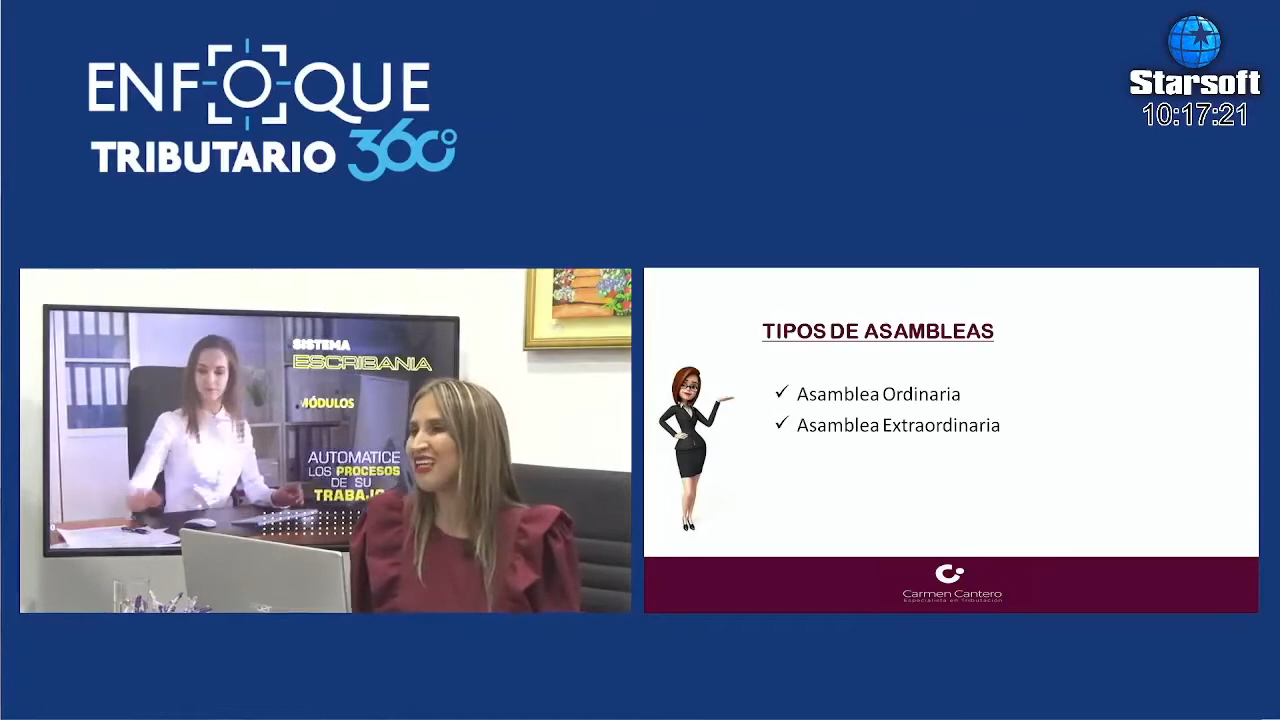 ENFOQUE
TRIBUTARIO 360°
Starsoft
10:17:21
SISTEMA
ESCRIBANIA
MÓDULOS
AUTOMATICE
LOS PROCESOS
DE SU
TRABAJO
TIPOS DE ASAMBLEAS
✓ Asamblea Ordinaria
✓ Asamblea Extraordinaria
Carmen Cantero
Especialista en Tributación